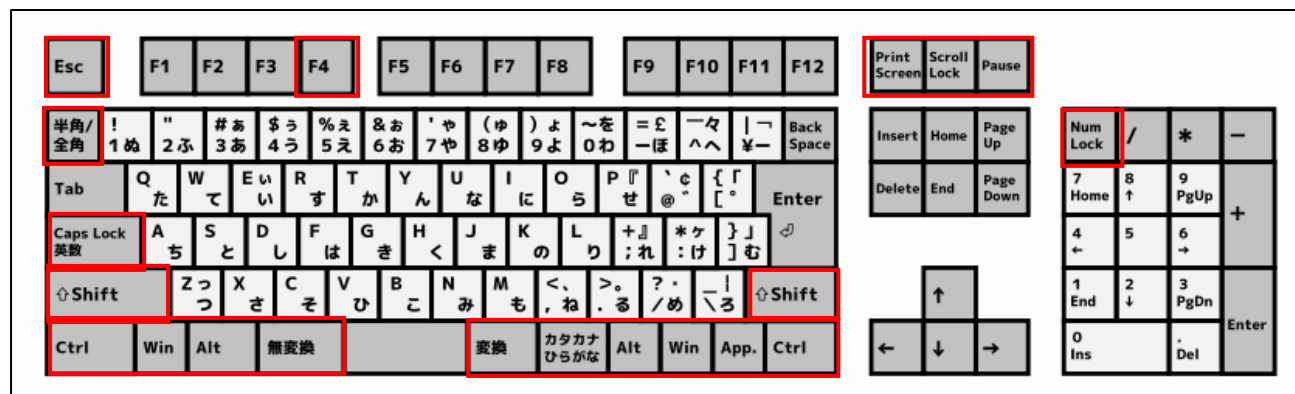 Esc F1 F2 F3 F4 F5 F6 F7 F8 F9 F10 F11 F12 Print Screen Scroll Lock Pause
半角/ ! " #ぁ $ぅ %ぇ &ぉ 'ゃ (ゅ )ょ ~を =£ ￣々 |¬ Back
全角 1ぬ 2ふ 3あ 4う 5え 6お 7や 8ゆ 9よ 0わ -ほ ^へ ¥ー Space
Insert Home Page Up
Num Lock / * -
Tab Q W Eぃ R T Y U I O P『 `¢ {「
た て い す か ん な に ら せ @゛ [゜ Enter
Delete End Page Down
7 Home 8 ↑ 9 PgUp +
Caps Lock A S D F G H J K L +』 *ヶ }」
英数 ち と し は き く ま の り ;れ :け ]む ⏎
4 ← 5 6 →
⇧Shift Zっ X C V B N M <、 >。 ?・ _|
つ さ そ ひ こ み も ,ね .る /め \ろ ⇧Shift
↑
1 End 2 ↓ 3 PgDn Enter
Ctrl Win Alt 無変換 変換 カタカナ ひらがな Alt Win App. Ctrl
← ↓ →
0 Ins . Del